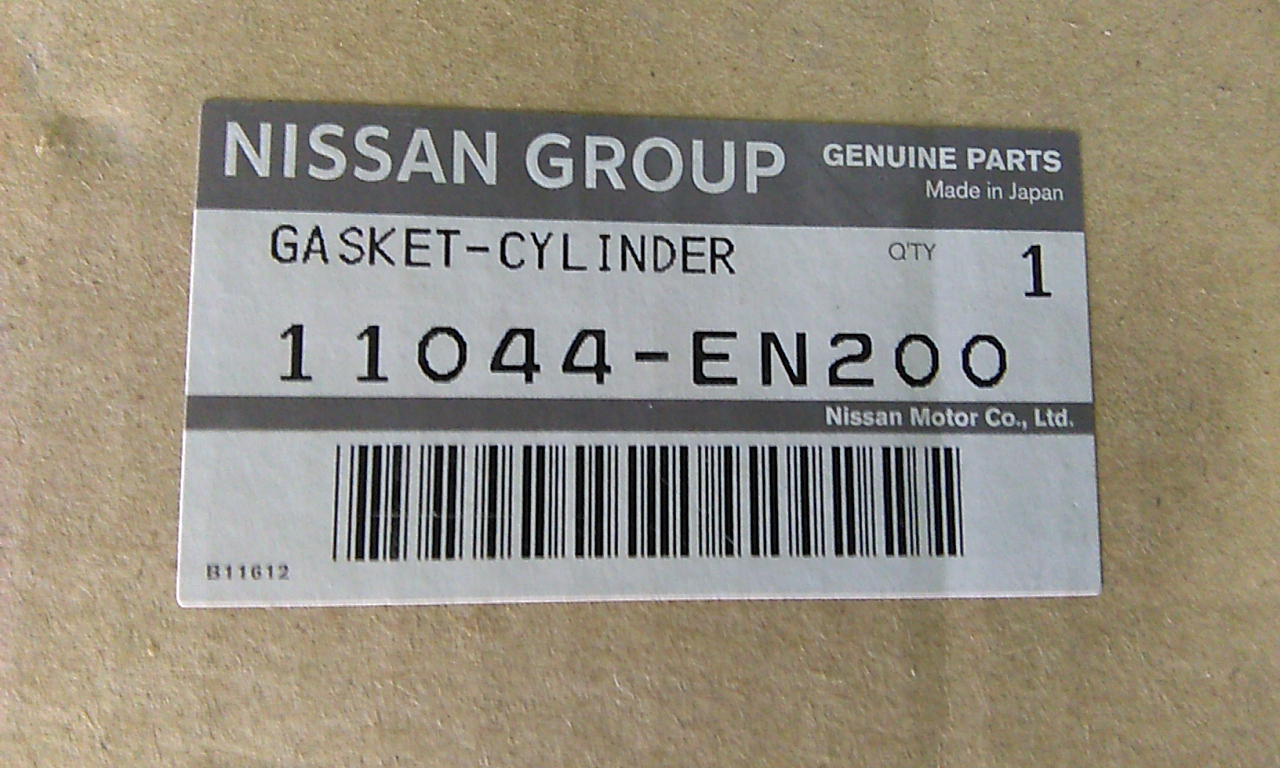 NISSAN GROUP GENUINE PARTS
Made in Japan
GASKET-CYLINDER Q'TY 1
11044-EN200
Nissan Motor Co., Ltd.
B11612